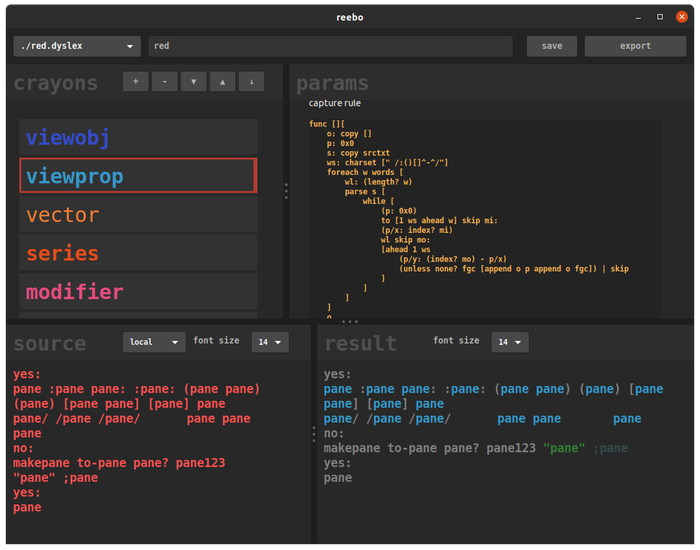 reebo
./red.dyslex red save export
crayons + - ▼ ▲ ↓
viewobj
viewprop
vector
series
modifier
params
capture rule
func [][
o: copy []
p: 0x0
s: copy srctxt
ws: charset [" /:()[]^-^/"]
foreach w words [
wl: (length? w)
parse s [
while [
(p: 0x0)
to [1 ws ahead w] skip mi:
(p/x: index? mi)
wl skip mo:
[ahead 1 ws
(p/y: (index? mo) - p/x)
(unless none? fgc [append o p append o fgc]) | skip
]
]
]
]
o
source local font size 14
yes:
pane :pane pane: :pane: (pane pane)
(pane) [pane pane] [pane] pane
pane/ /pane /pane/ pane pane
pane
no:
makepane to-pane pane? pane123
"pane" ;pane
yes:
pane
result font size 14
yes:
pane :pane pane: :pane: (pane pane) (pane) [pane
pane] [pane] pane
pane/ /pane /pane/ pane pane pane
no:
makepane to-pane pane? pane123 "pane" ;pane
yes:
pane